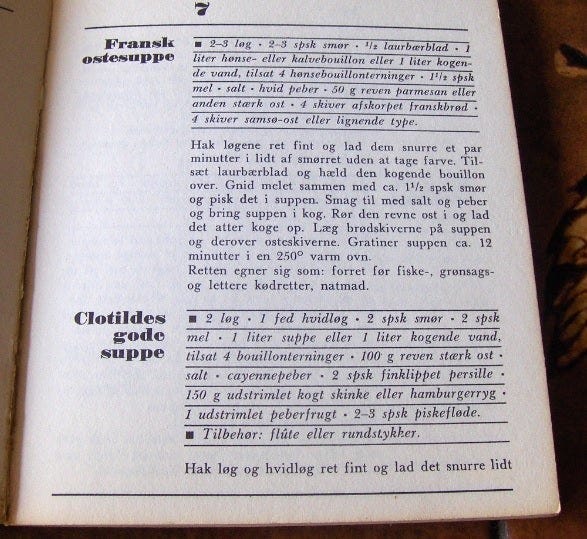 7
Fransk
ostesuppe
■ 2–3 løg · 2–3 spsk smør · 1/2 laurbærblad · 1
liter hønse- eller kalvebouillon eller 1 liter kogen-
de vand, tilsat 4 hønsebouillonterninger · 1 1/2 spsk
mel · salt · hvid peber · 50 g reven parmesan eller
anden stærk ost · 4 skiver afskorpet franskbrød ·
4 skiver samsø-ost eller lignende type.
Hak løgene ret fint og lad dem snurre et par
minutter i lidt af smørret uden at tage farve. Til-
sæt laurbærblad og hæld den kogende bouillon
over. Gnid melet sammen med ca. 1 1/2 spsk smør
og pisk det i suppen. Smag til med salt og peber
og bring suppen i kog. Rør den revne ost i og lad
det atter koge op. Læg brødskiverne på suppen
og derover osteskiverne. Gratiner suppen ca. 12
minutter i en 250° varm ovn.
Retten egner sig som: forret før fiske-, grønsags-
og lettere kødretter, natmad.
Clotildes
gode
suppe
■ 2 løg · 1 fed hvidløg · 2 spsk smør · 2 spsk
mel · 1 liter suppe eller 1 liter kogende vand,
tilsat 4 bouillonterninger · 100 g reven stærk ost ·
salt · cayennepeber · 2 spsk finklippet persille ·
150 g udstrimlet kogt skinke eller hamburgerryg ·
1 udstrimlet peberfrugt · 2–3 spsk piskefløde.
■ Tilbehør: flûte eller rundstykker.
Hak løg og hvidløg ret fint og lad det snurre lidt